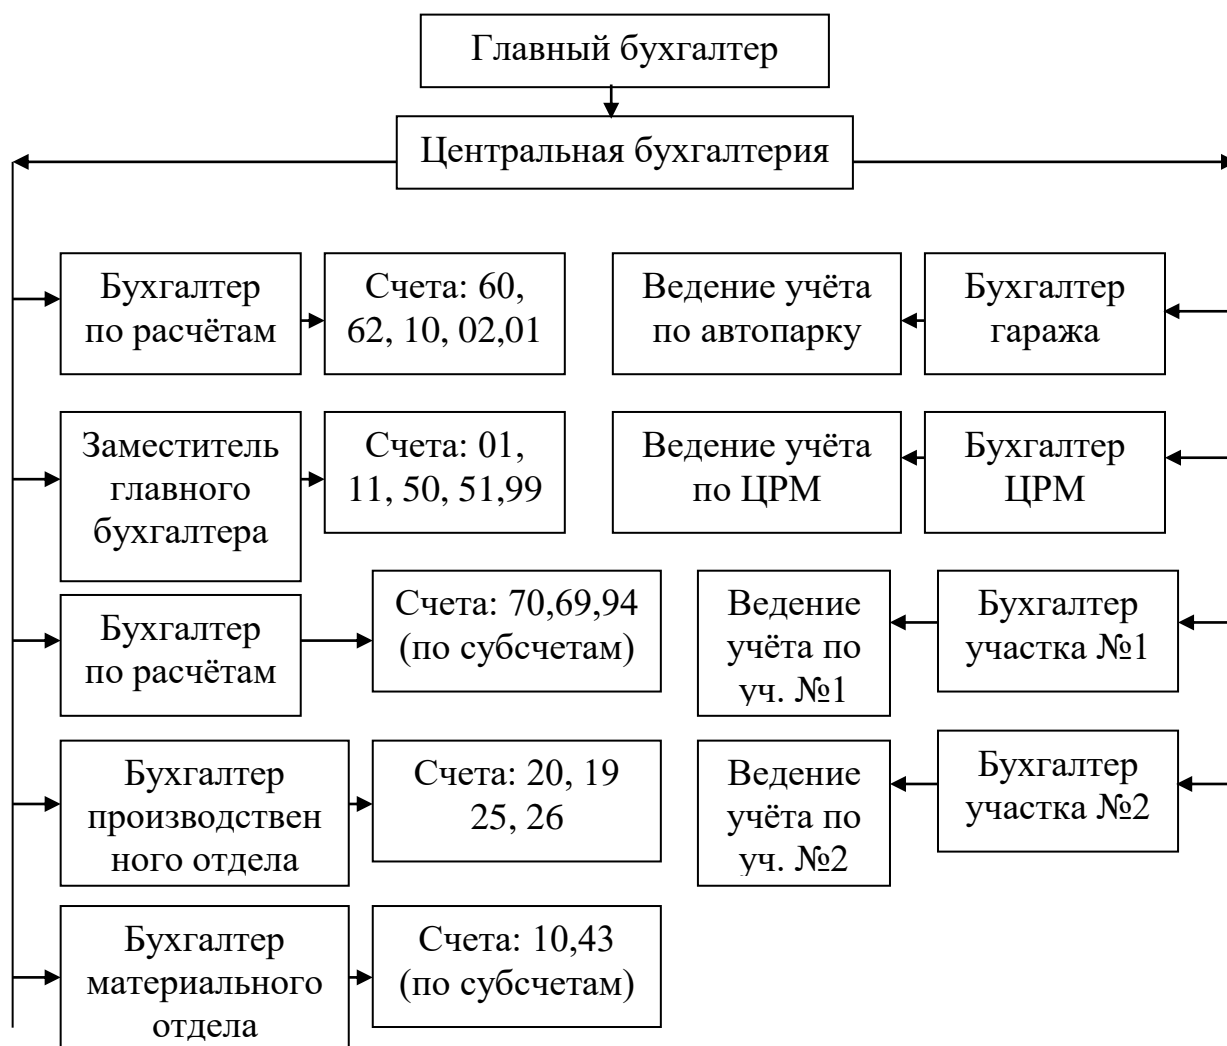 Главный бухгалтер
Центральная бухгалтерия
Бухгалтер
по расчётам
Счета: 60,
62, 10, 02,01
Ведение учёта
по автопарку
Бухгалтер
гаража
Заместитель
главного
бухгалтера
Счета: 01,
11, 50, 51,99
Ведение учёта
по ЦРМ
Бухгалтер
ЦРМ
Бухгалтер
по расчётам
Счета: 70,69,94
(по субсчетам)
Ведение
учёта по
уч. №1
Бухгалтер
участка №1
Бухгалтер
производствен
ного отдела
Счета: 20, 19
25, 26
Ведение
учёта по
уч. №2
Бухгалтер
участка №2
Бухгалтер
материального
отдела
Счета: 10,43
(по субсчетам)